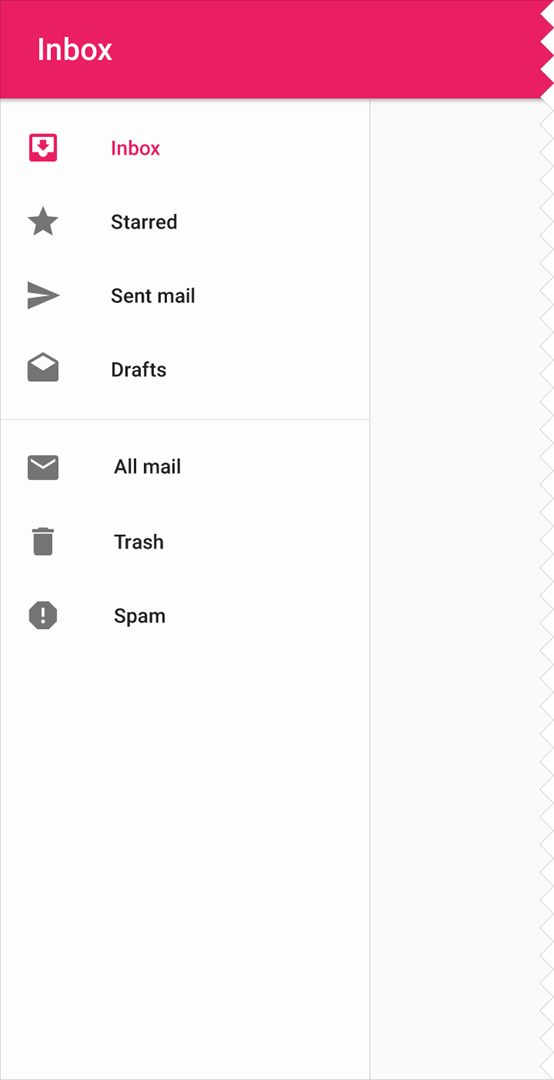 Inbox
Inbox
Starred
Sent mail
Drafts
All mail
Trash
Spam